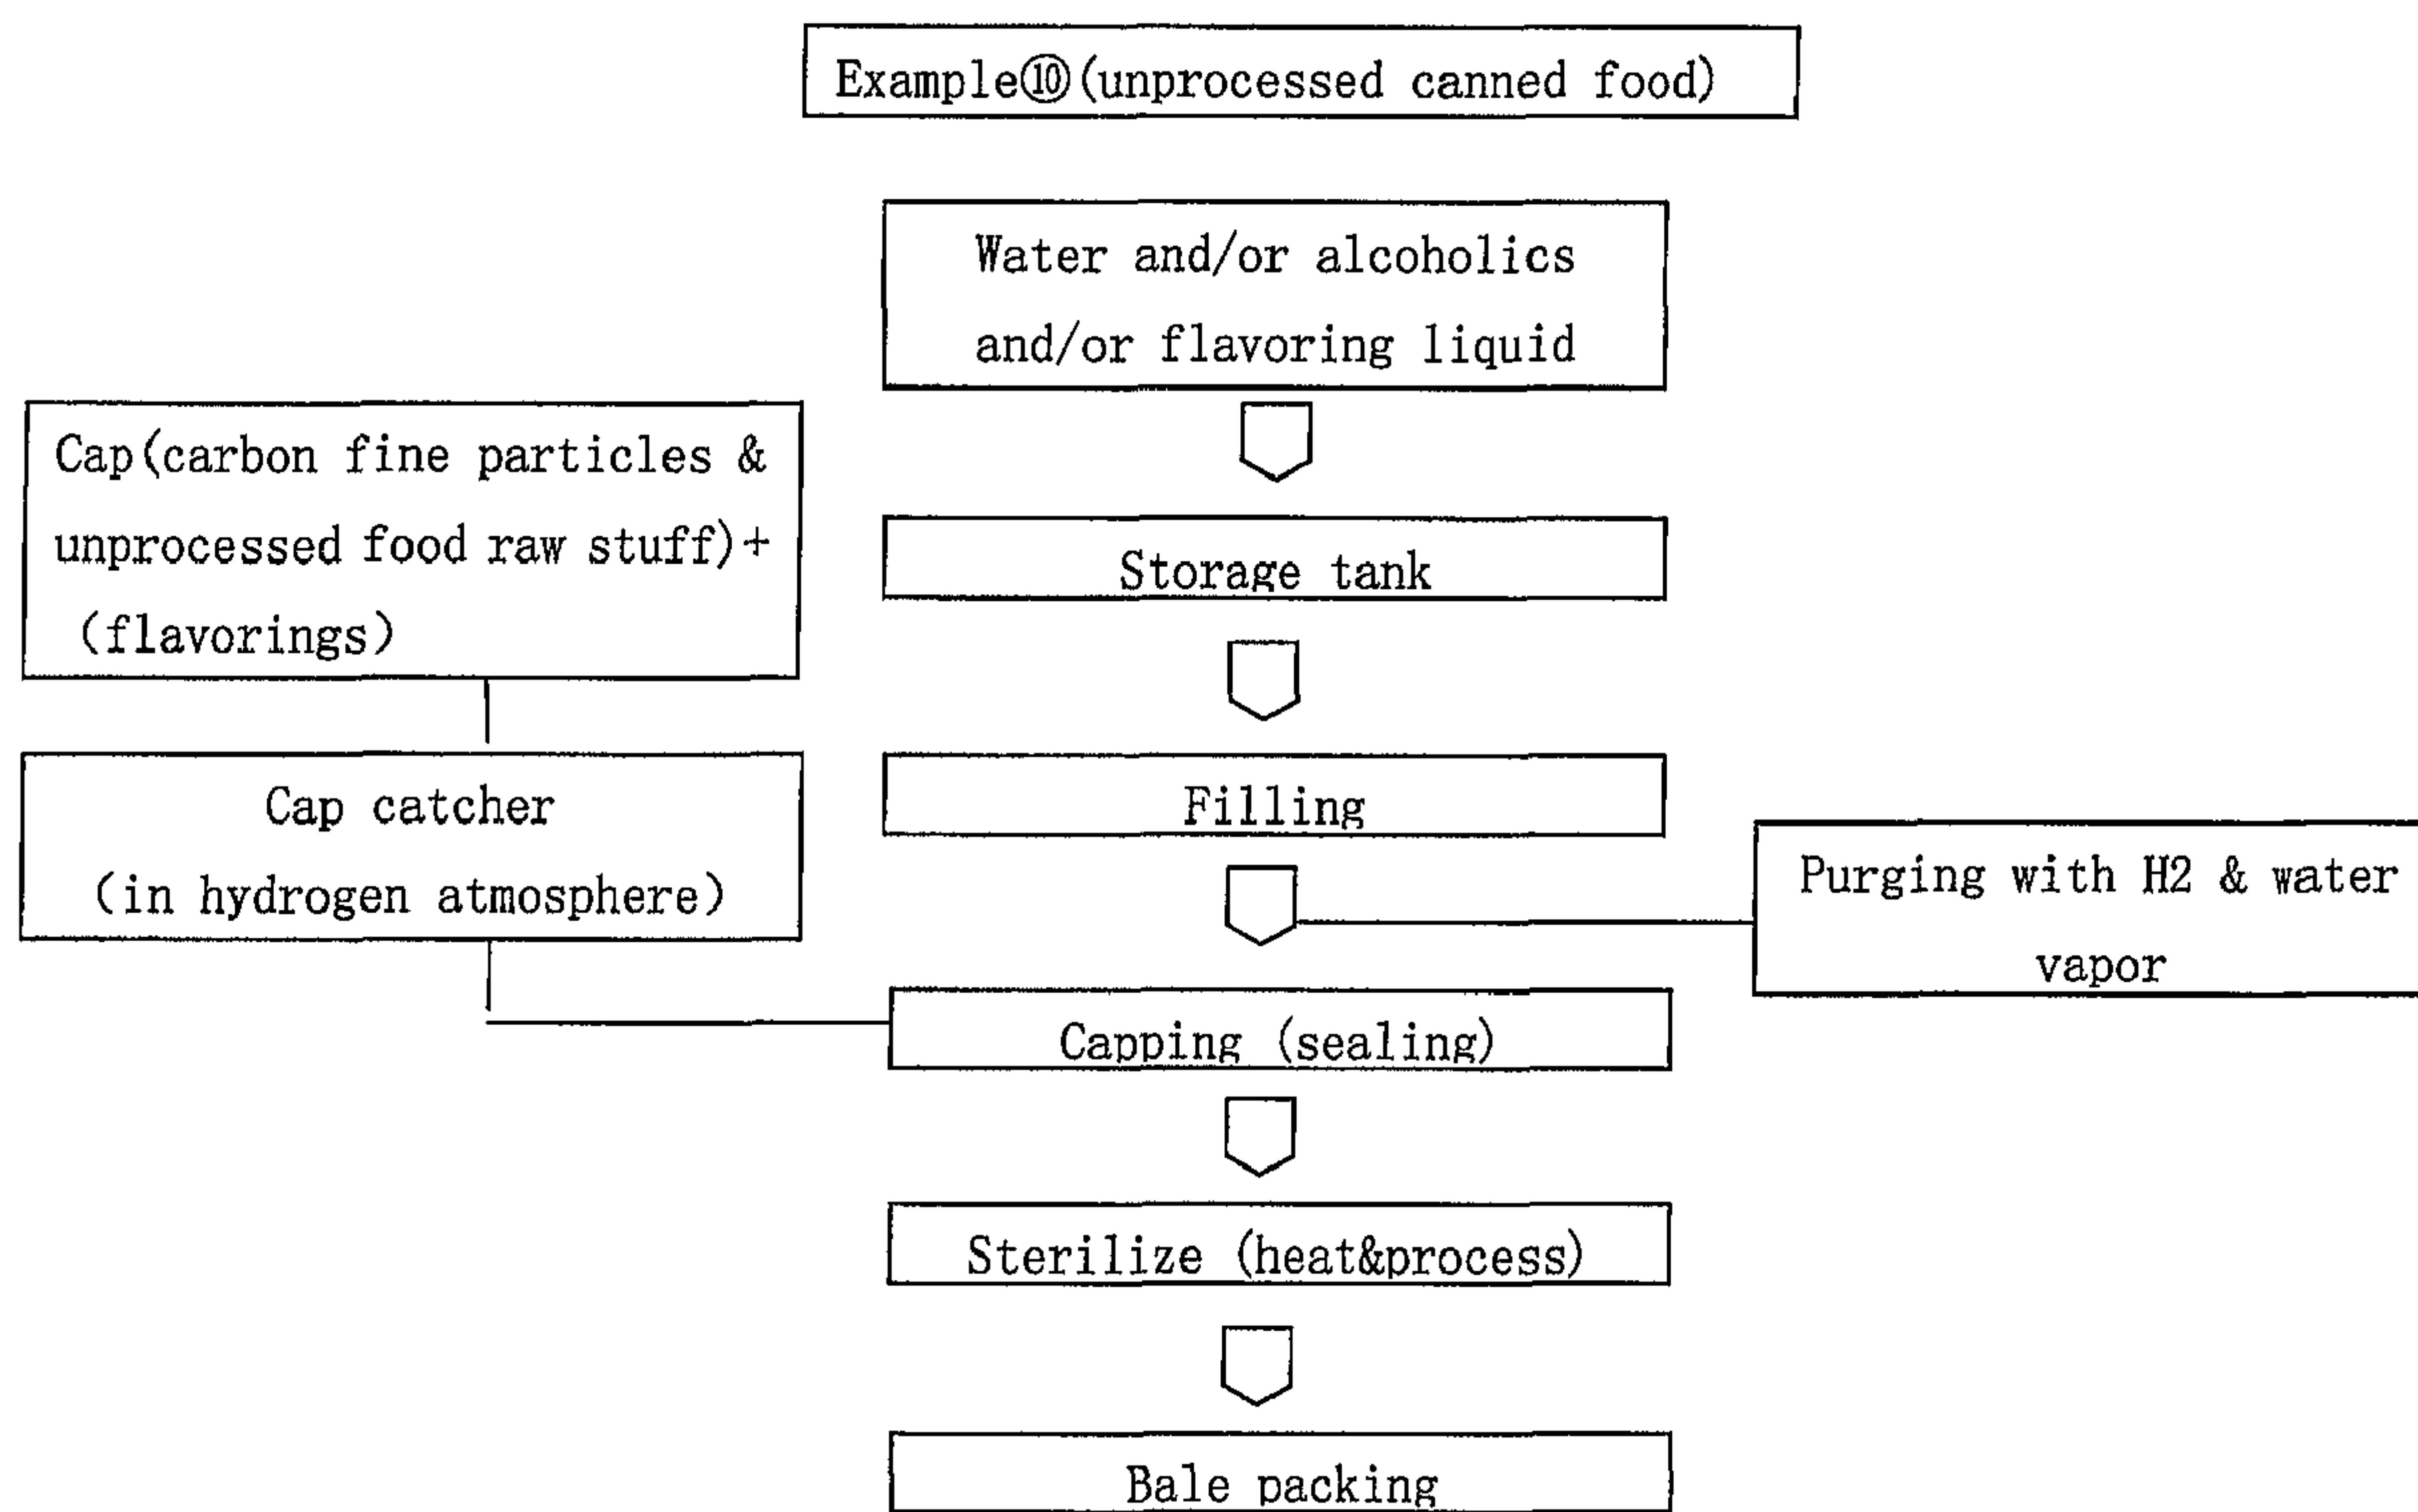 Example⑩(unprocessed canned food)
Water and/or alcoholics
and/or flavoring liquid
Cap(carbon fine particles &
unprocessed food raw stuff)+
(flavorings)
Storage tank
Cap catcher
(in hydrogen atmosphere)
Filling
Purging with H2 & water
vapor
Capping (sealing)
Sterilize (heat&process)
Bale packing